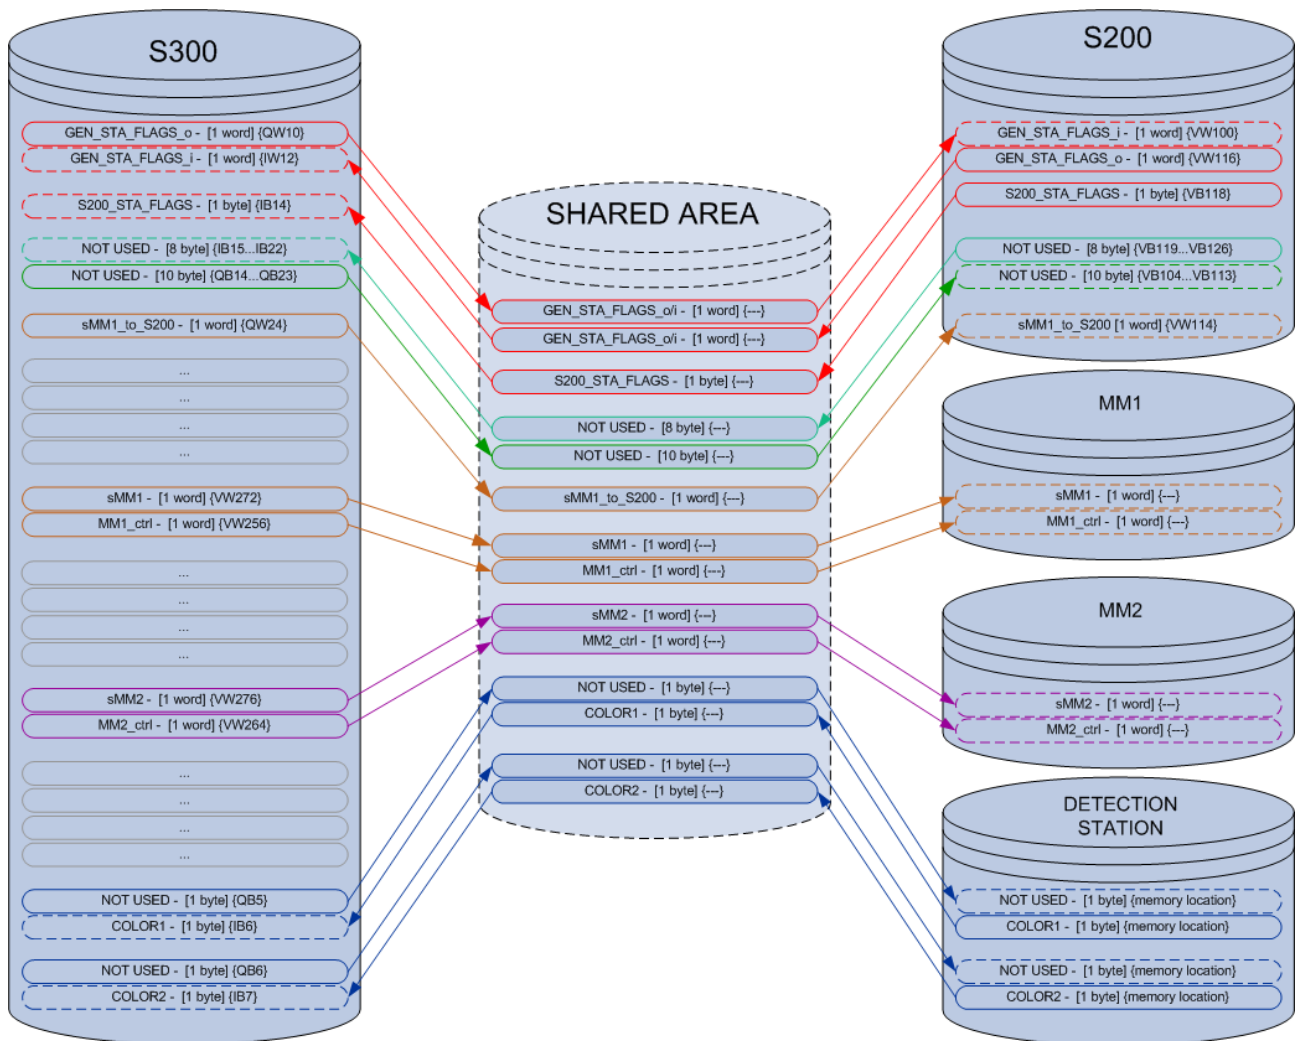 S300
GEN_STA_FLAGS_o - [1 word] {QW10}
GEN_STA_FLAGS_i - [1 word] {IW12}
S200_STA_FLAGS - [1 byte] {IB14}
NOT USED - [8 byte] {IB15...IB22}
NOT USED - [10 byte] {QB14...QB23}
sMM1_to_S200 - [1 word] {QW24}
...
...
...
...
sMM1 - [1 word] {VW272}
MM1_ctrl - [1 word] {VW256}
...
...
...
...
sMM2 - [1 word] {VW276}
MM2_ctrl - [1 word] {VW264}
...
...
...
...
NOT USED - [1 byte] {QB5}
COLOR1 - [1 byte] {IB6}
NOT USED - [1 byte] {QB6}
COLOR2 - [1 byte] {IB7}
SHARED AREA
GEN_STA_FLAGS_o/i - [1 word] {---}
GEN_STA_FLAGS_o/i - [1 word] {---}
S200_STA_FLAGS - [1 byte] {---}
NOT USED - [8 byte] {---}
NOT USED - [10 byte] {---}
sMM1_to_S200 - [1 word] {---}
sMM1 - [1 word] {---}
MM1_ctrl - [1 word] {---}
sMM2 - [1 word] {---}
MM2_ctrl - [1 word] {---}
NOT USED - [1 byte] {---}
COLOR1 - [1 byte] {---}
NOT USED - [1 byte] {---}
COLOR2 - [1 byte] {---}
S200
GEN_STA_FLAGS_i - [1 word] {VW100}
GEN_STA_FLAGS_o - [1 word] {VW116}
S200_STA_FLAGS - [1 byte] {VB118}
NOT USED - [8 byte] {VB119...VB126}
NOT USED - [10 byte] {VB104...VB113}
sMM1_to_S200 [1 word] {VW114}
MM1
sMM1 - [1 word] {---}
MM1_ctrl - [1 word] {---}
MM2
sMM2 - [1 word] {---}
MM2_ctrl - [1 word] {---}
DETECTION
STATION
NOT USED - [1 byte] {memory location}
COLOR1 - [1 byte] {memory location}
NOT USED - [1 byte] {memory location}
COLOR2 - [1 byte] {memory location}